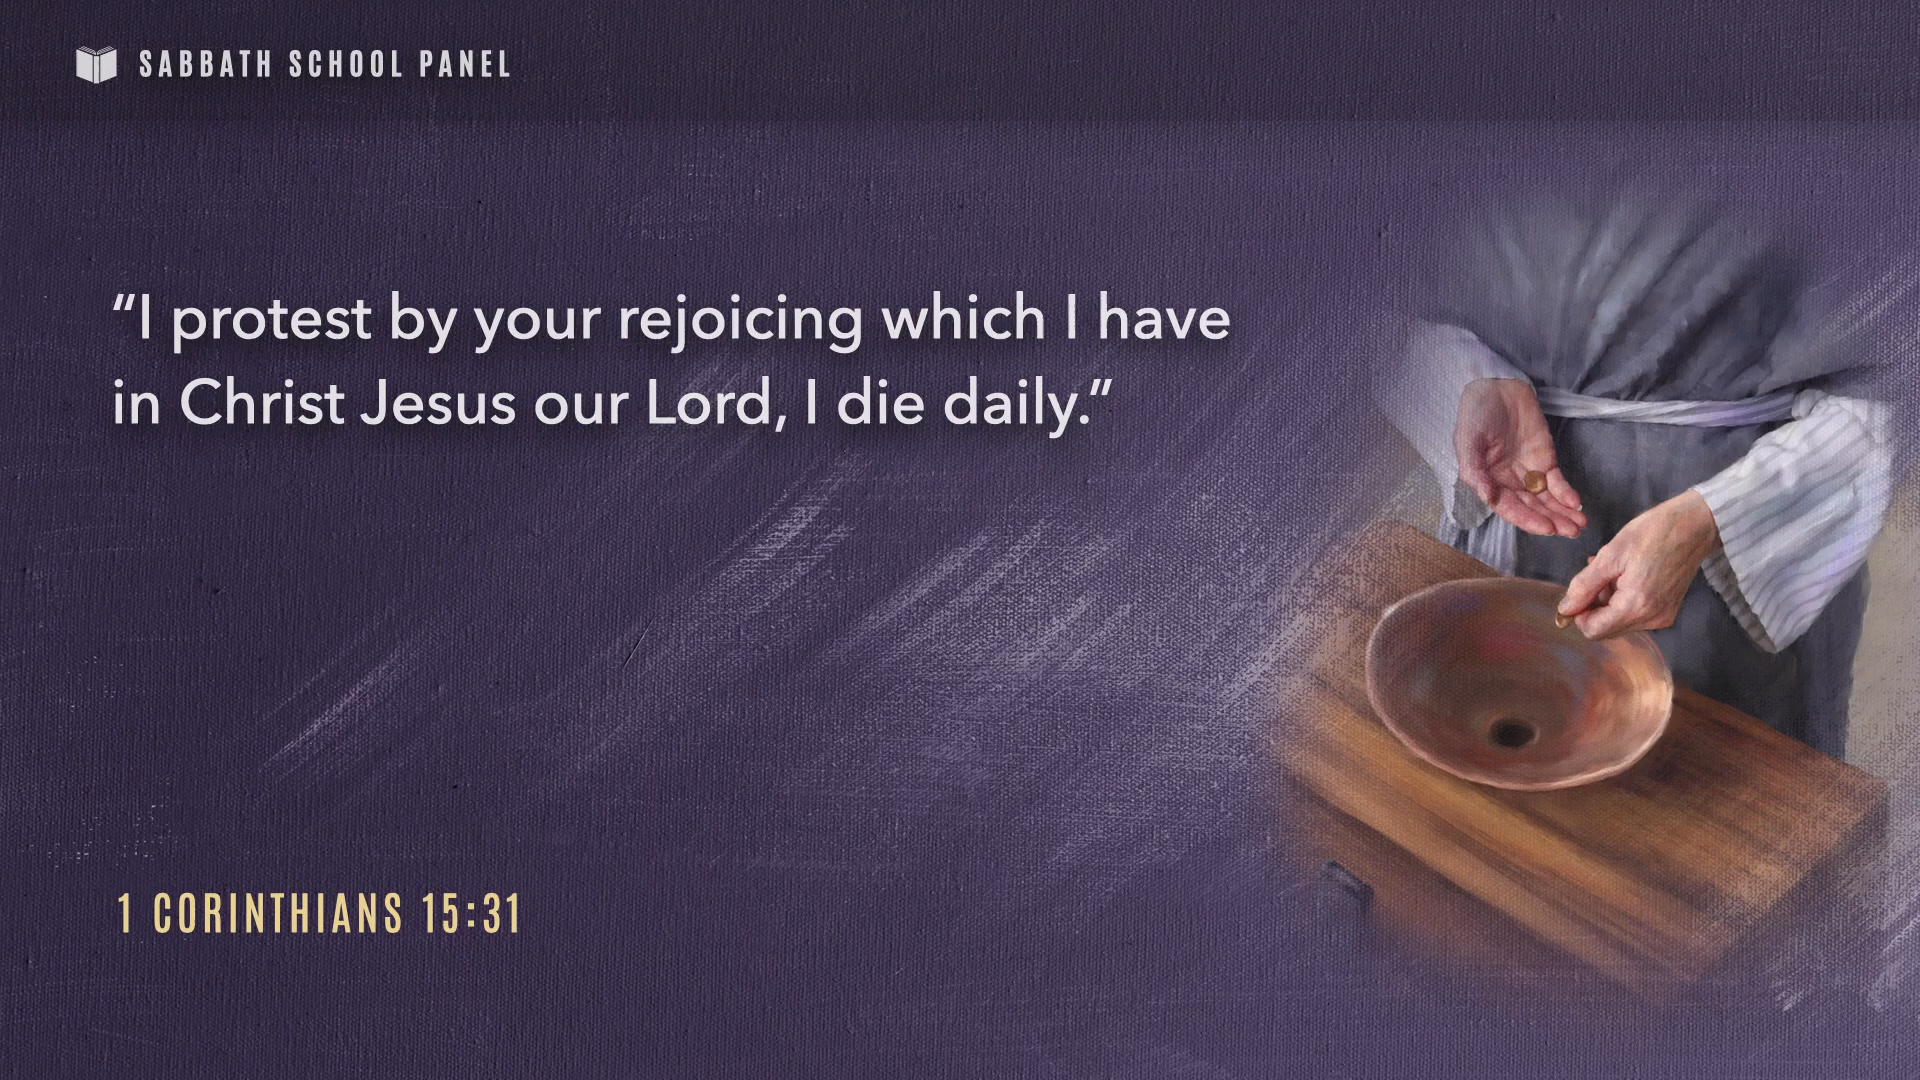 SABBATH SCHOOL PANEL
“I protest by your rejoicing which I have
in Christ Jesus our Lord, I die daily.”
1 CORINTHIANS 15:31